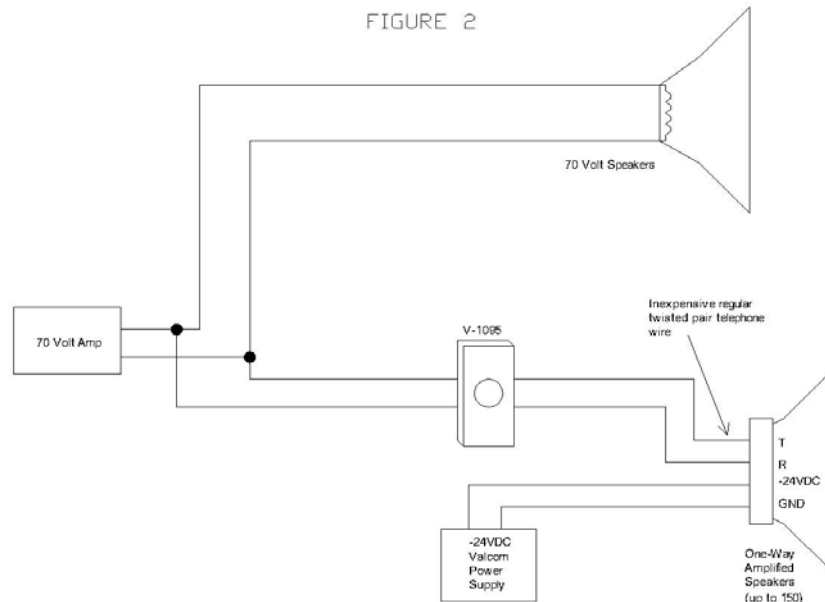 FIGURE 2
70 Volt Speakers
Inexpensive regular
twisted pair telephone
wire
V-1095
70 Volt Amp
T
R
-24VDC
GND
-24VDC
Valcom
Power
Supply
One-Way
Amplified
Speakers
(up to 150)